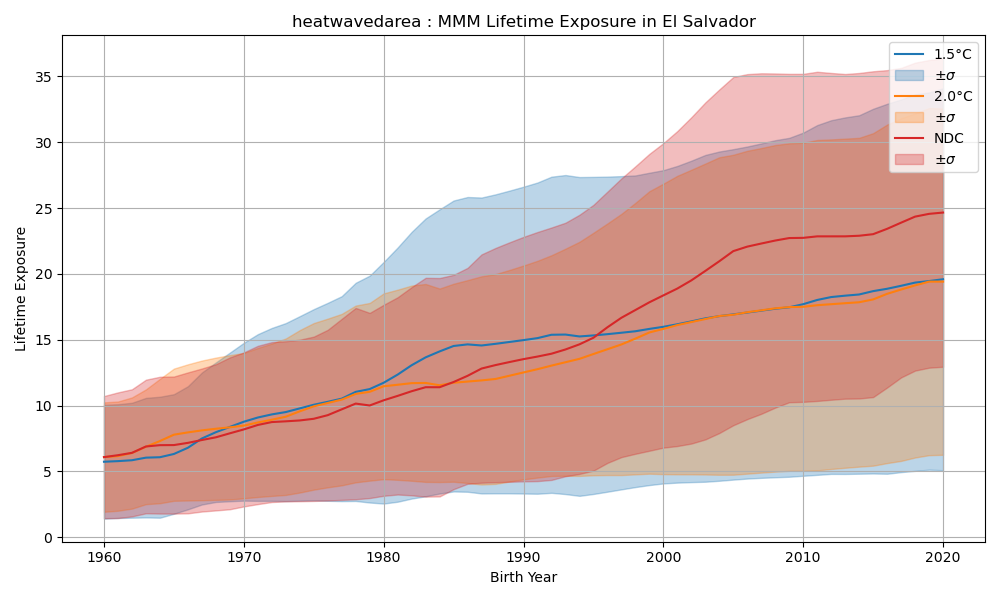 heatwavedarea : MMM Lifetime Exposure in El Salvador
Lifetime Exposure
35
30
25
20
15
10
5
0
1960 1970 1980 1990 2000 2010 2020
Birth Year
1.5°C
±σ
2.0°C
±σ
NDC
±σ